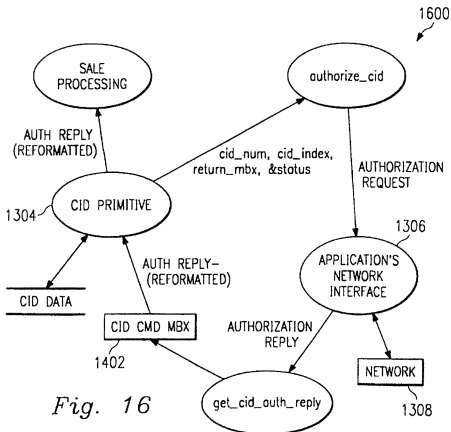 1600
SALE
PROCESSING
authorize_cid
AUTH REPLY
(REFORMATTED)
cid_num, cid_index,
return_mbx, &status
AUTHORIZATION
REQUEST
1304
CID PRIMITIVE
1306
APPLICATION'S
NETWORK
INTERFACE
AUTH REPLY-
(REFORMATTED)
CID DATA
CID CMD MBX
1402
AUTHORIZATION
REPLY
NETWORK
1308
get_cid_auth_reply
Fig. 16